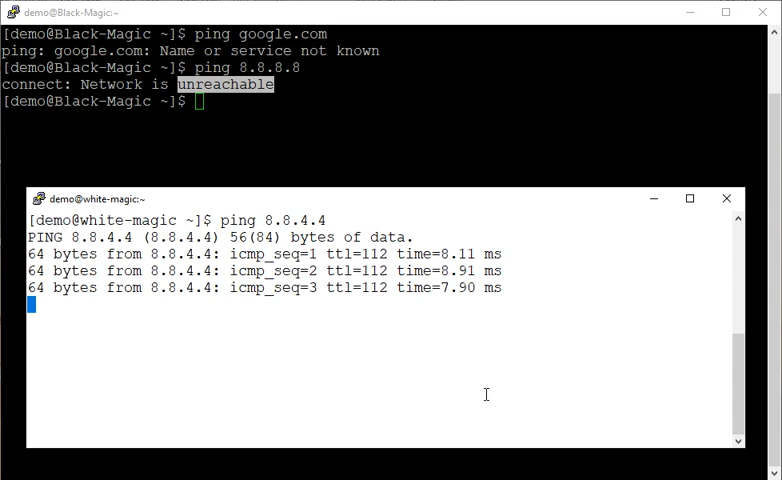 demo@Black-Magic:~
[demo@Black-Magic ~]$ ping google.com
ping: google.com: Name or service not known
[demo@Black-Magic ~]$ ping 8.8.8.8
connect: Network is unreachable
[demo@Black-Magic ~]$
demo@white-magic:~
[demo@white-magic ~]$ ping 8.8.4.4
PING 8.8.4.4 (8.8.4.4) 56(84) bytes of data.
64 bytes from 8.8.4.4: icmp_seq=1 ttl=112 time=8.11 ms
64 bytes from 8.8.4.4: icmp_seq=2 ttl=112 time=8.91 ms
64 bytes from 8.8.4.4: icmp_seq=3 ttl=112 time=7.90 ms